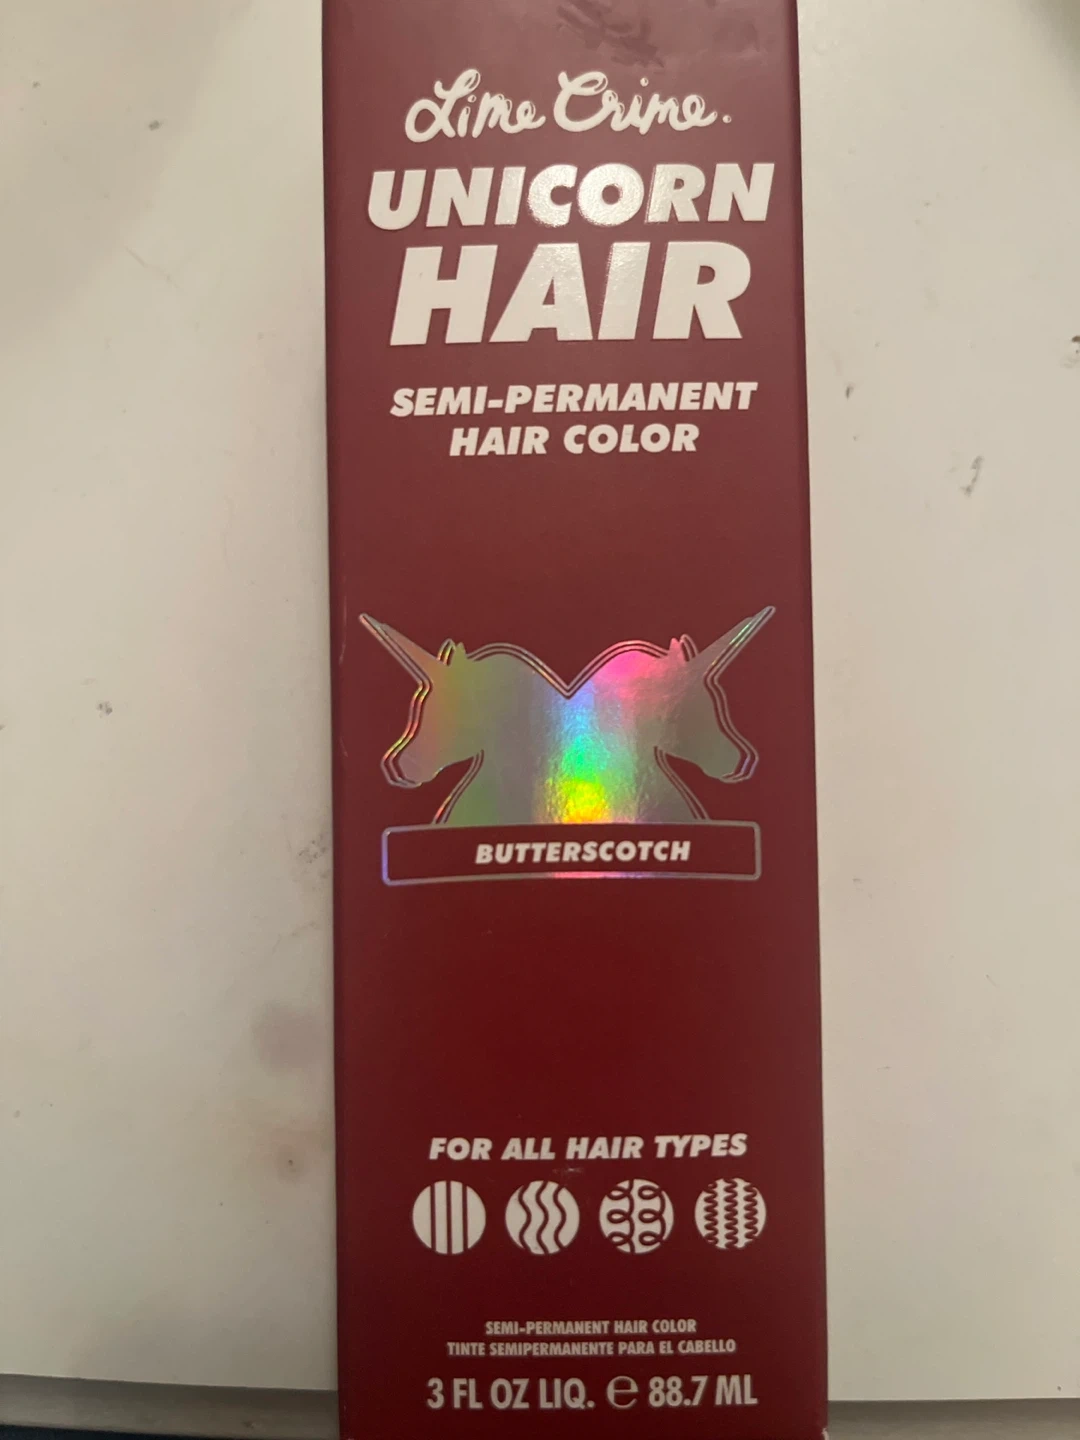 Lime Crime.
UNICORN
HAIR
SEMI-PERMANENT
HAIR COLOR
BUTTERSCOTCH
FOR ALL HAIR TYPES
SEMI-PERMANENT HAIR COLOR
TINTE SEMIPERMANENTE PARA EL CABELLO
3 FL OZ LIQ. ℮ 88.7 ML